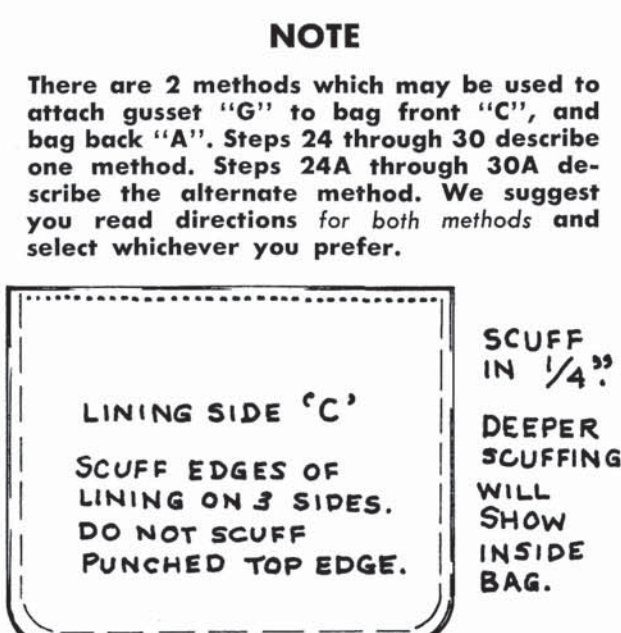 NOTE
There are 2 methods which may be used to
attach gusset "G" to bag front "C", and
bag back "A". Steps 24 through 30 describe
one method. Steps 24A through 30A de-
scribe the alternate method. We suggest
you read directions for both methods and
select whichever you prefer.
LINING SIDE 'C'
SCUFF EDGES OF
LINING ON 3 SIDES.
DO NOT SCUFF
PUNCHED TOP EDGE.
SCUFF
IN 1/4".
DEEPER
SCUFFING
WILL
SHOW
INSIDE
BAG.